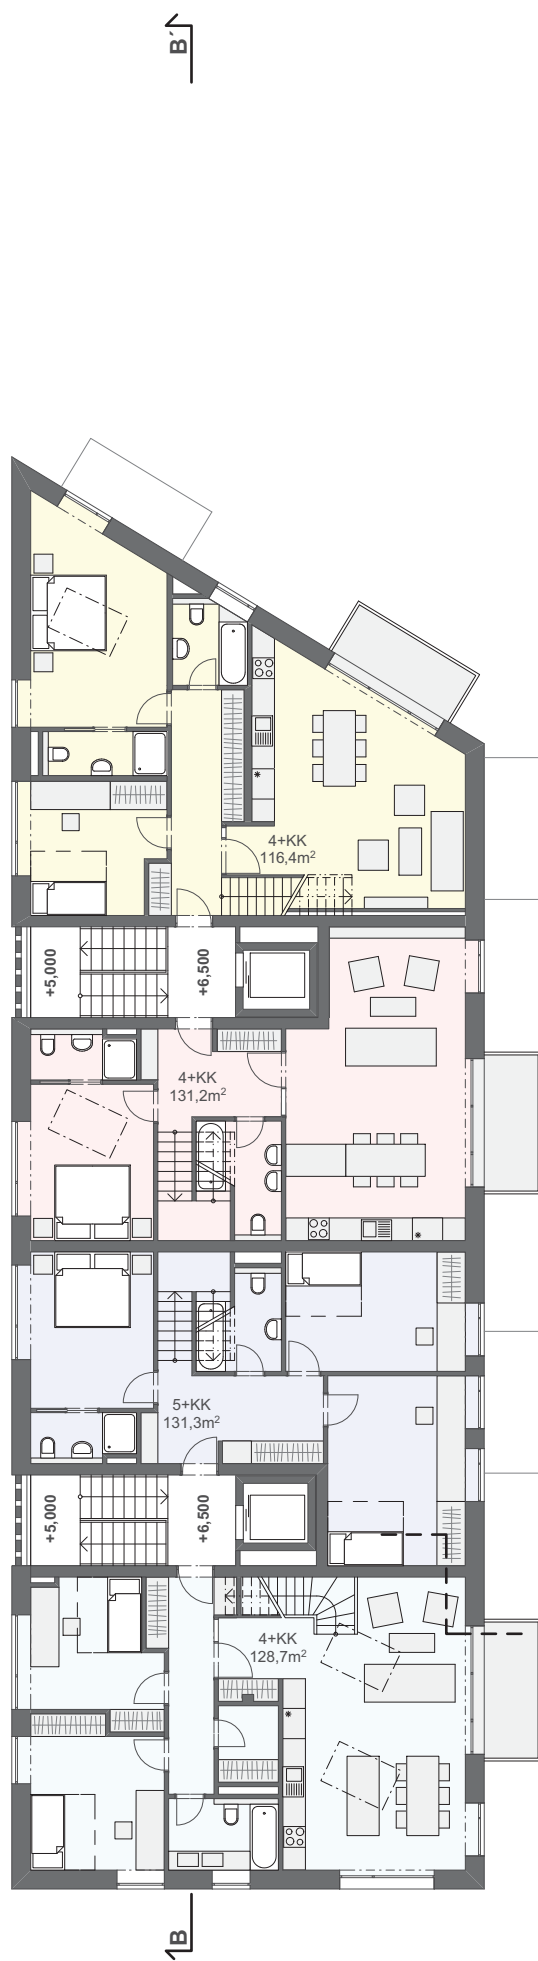 B´
4+KK
116,4m²
+5,000
+6,500
4+KK
131,2m²
5+KK
131,3m²
+5,000
+6,500
4+KK
128,7m²
B